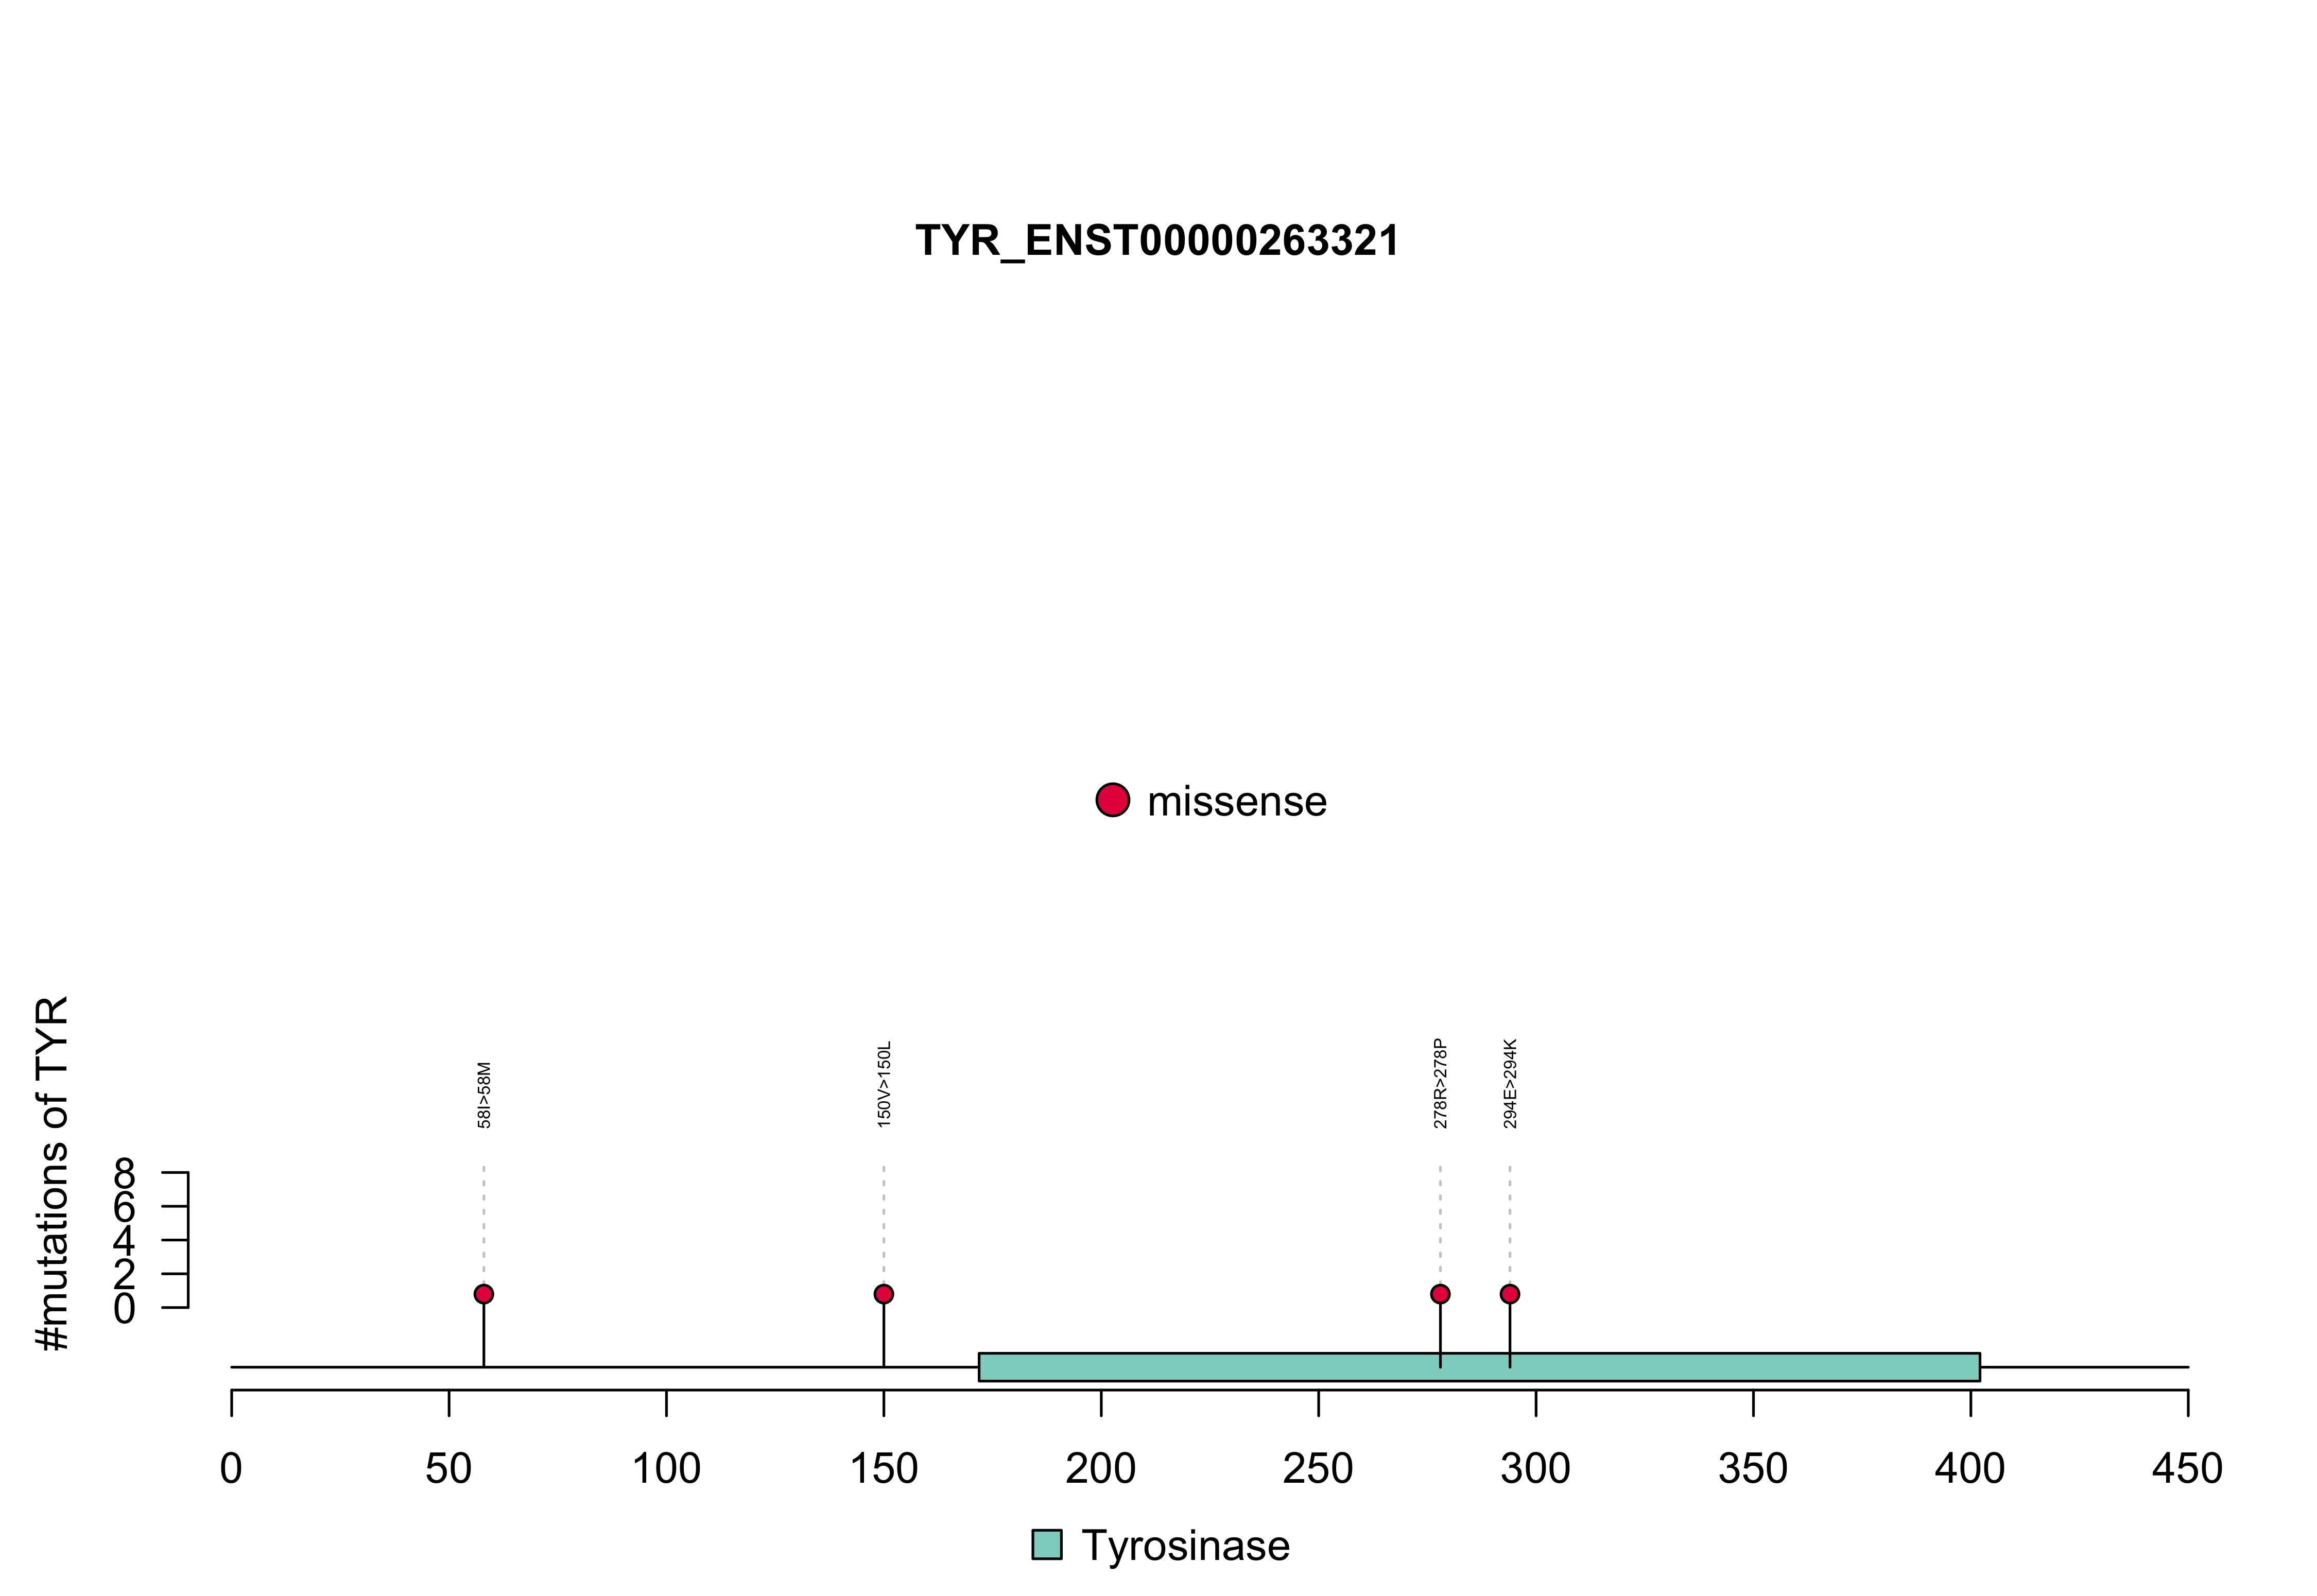 TYR_ENST00000263321
missense
#mutations of TYR
58I>58M
150V>150L
278R>278P
294E>294K
8
6
4
2
0
0 50 100 150 200 250 300 350 400 450
Tyrosinase